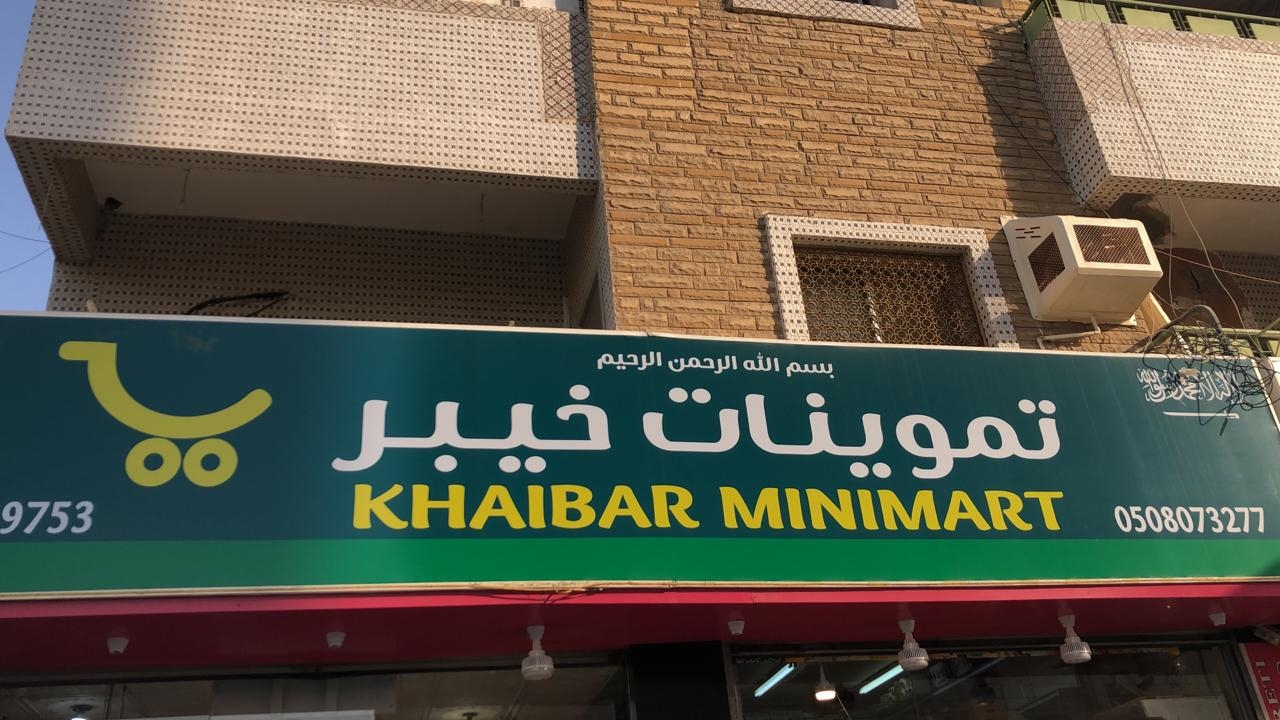 بسم الله الرحمن الرحيم
تموينات خيبر
KHAIBAR MINIMART
9753
0508073277